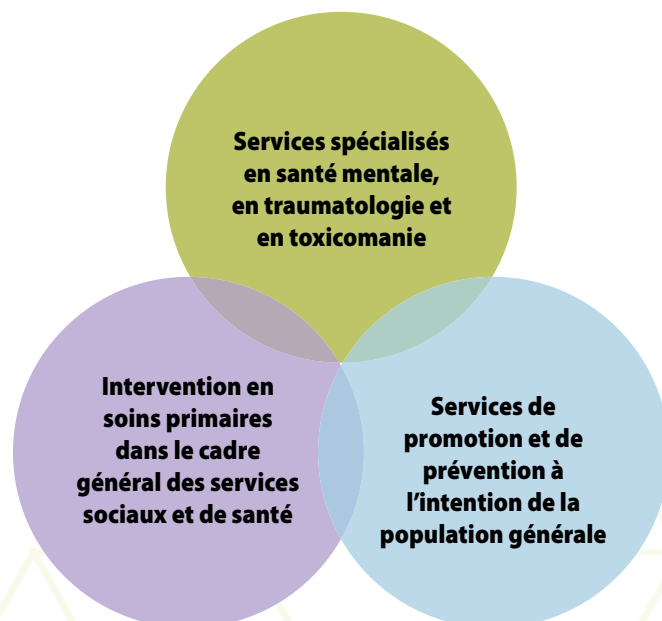 Services spécialisés
en santé mentale,
en traumatologie et
en toxicomanie
Intervention en
soins primaires
dans le cadre
général des services
sociaux et de santé
Services de
promotion et de
prévention à
l’intention de la
population générale